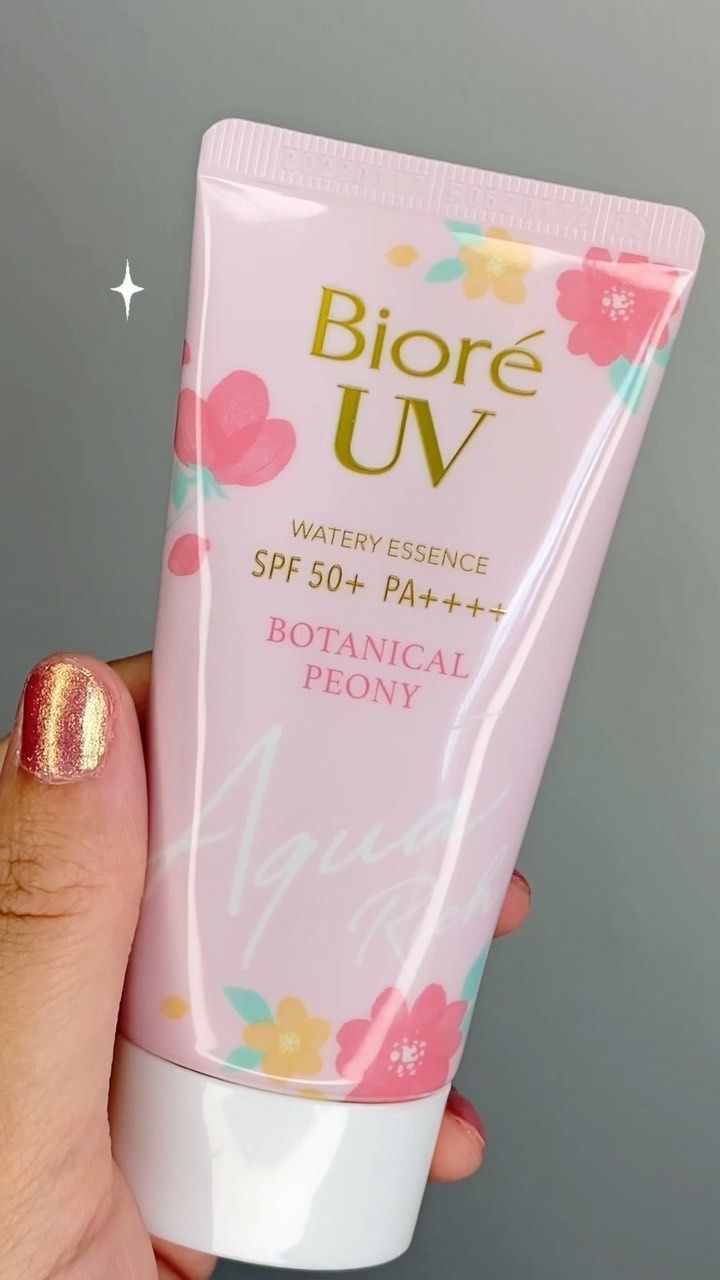 Bioré
UV
WATERY ESSENCE
SPF 50+ PA++++
BOTANICAL
PEONY
Aqua
Rich